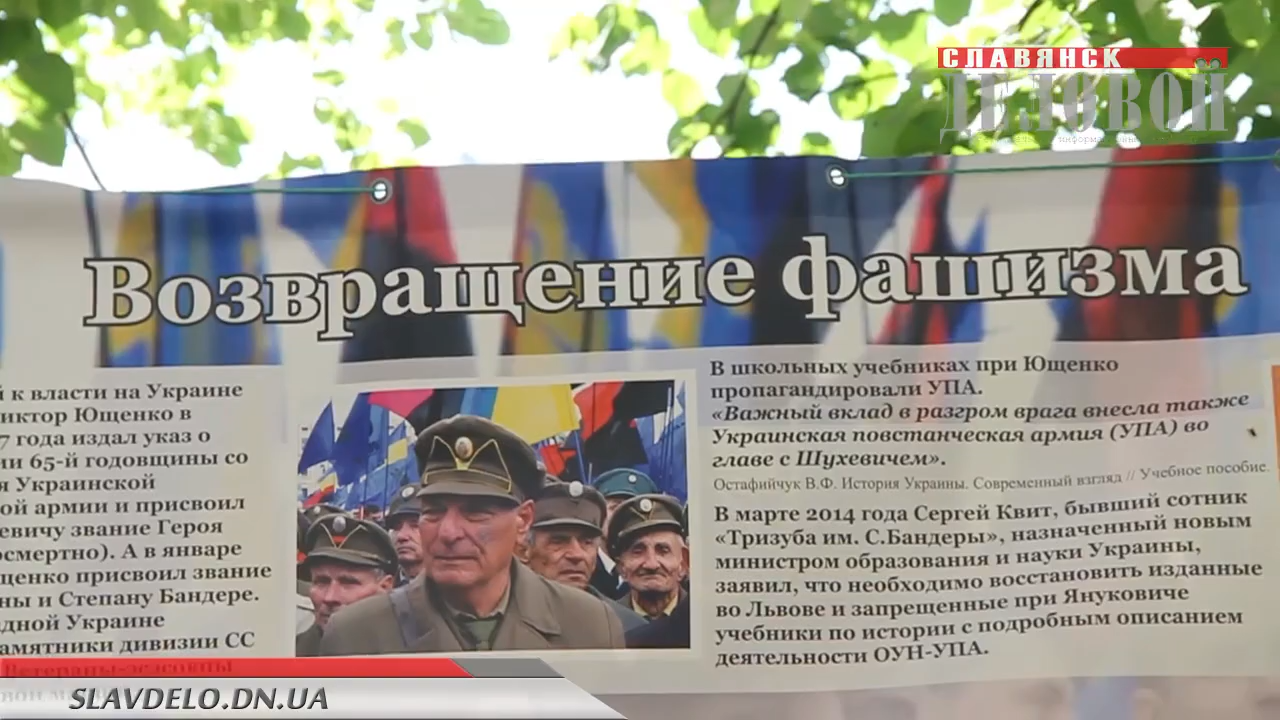 СЛАВЯНСК
ДЕЛОВОЙ
Возвращение фашизма
й к власти на Украине
иктор Ющенко в
7 года издал указ о
ии 65-й годовщины со
я Украинской
ой армии и присвоил
евичу звание Героя
осмертно). А в январе
щенко присвоил звание
ны и Степану Бандере.
адной Украине
амятники дивизии СС
Ветераны-эсэсовцы
В школьных учебниках при Ющенко
пропагандировали УПА.
«Важный вклад в разгром врага внесла также
Украинская повстанческая армия (УПА) во
главе с Шухевичем».
Остафийчук В.Ф. История Украины. Современный взгляд // Учебное пособие.
В марте 2014 года Сергей Квит, бывший сотник
«Тризуба им. С.Бандеры», назначенный новым
министром образования и науки Украины,
заявил, что необходимо восстановить изданные
во Львове и запрещенные при Януковиче
учебники по истории с подробным описанием
деятельности ОУН-УПА.
SLAVDELO.DN.UA